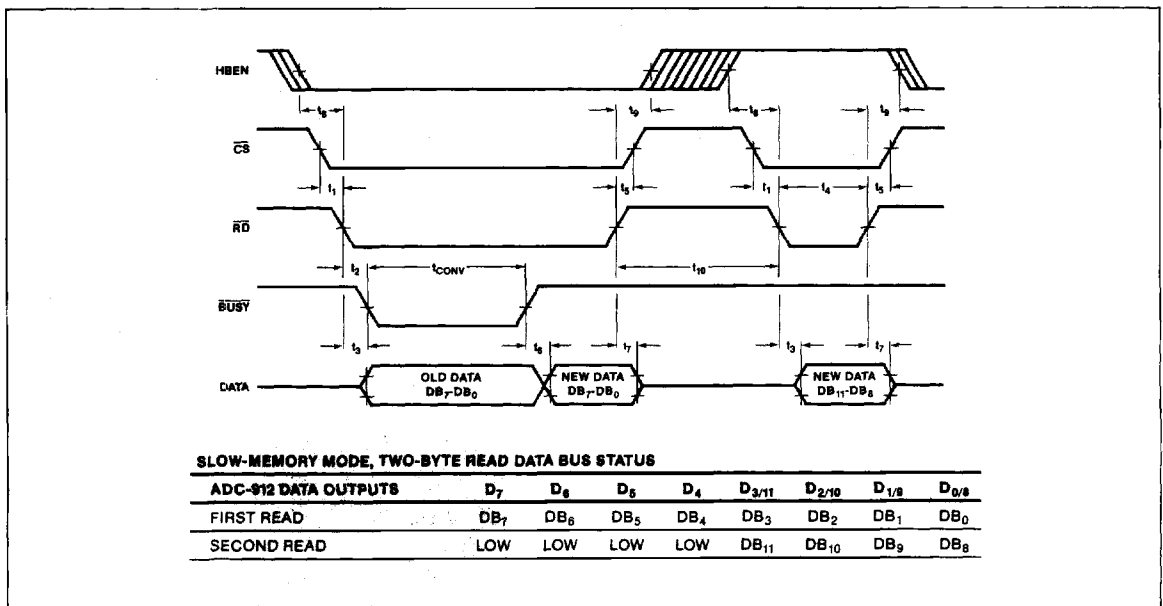 HBEN
t8 t9 t8 t9
CS
t1 t5 t1 t4 t5
RD
t2 tCONV t10
BUSY
t3 t6 t7 t3 t7
DATA
OLD DATA
DB7-DB0
NEW DATA
DB7-DB0
NEW DATA
DB11-DB8
SLOW-MEMORY MODE, TWO-BYTE READ DATA BUS STATUS
ADC-912 DATA OUTPUTS D7 D6 D5 D4 D3/11 D2/10 D1/9 D0/8
FIRST READ DB7 DB6 DB5 DB4 DB3 DB2 DB1 DB0
SECOND READ LOW LOW LOW LOW DB11 DB10 DB9 DB8